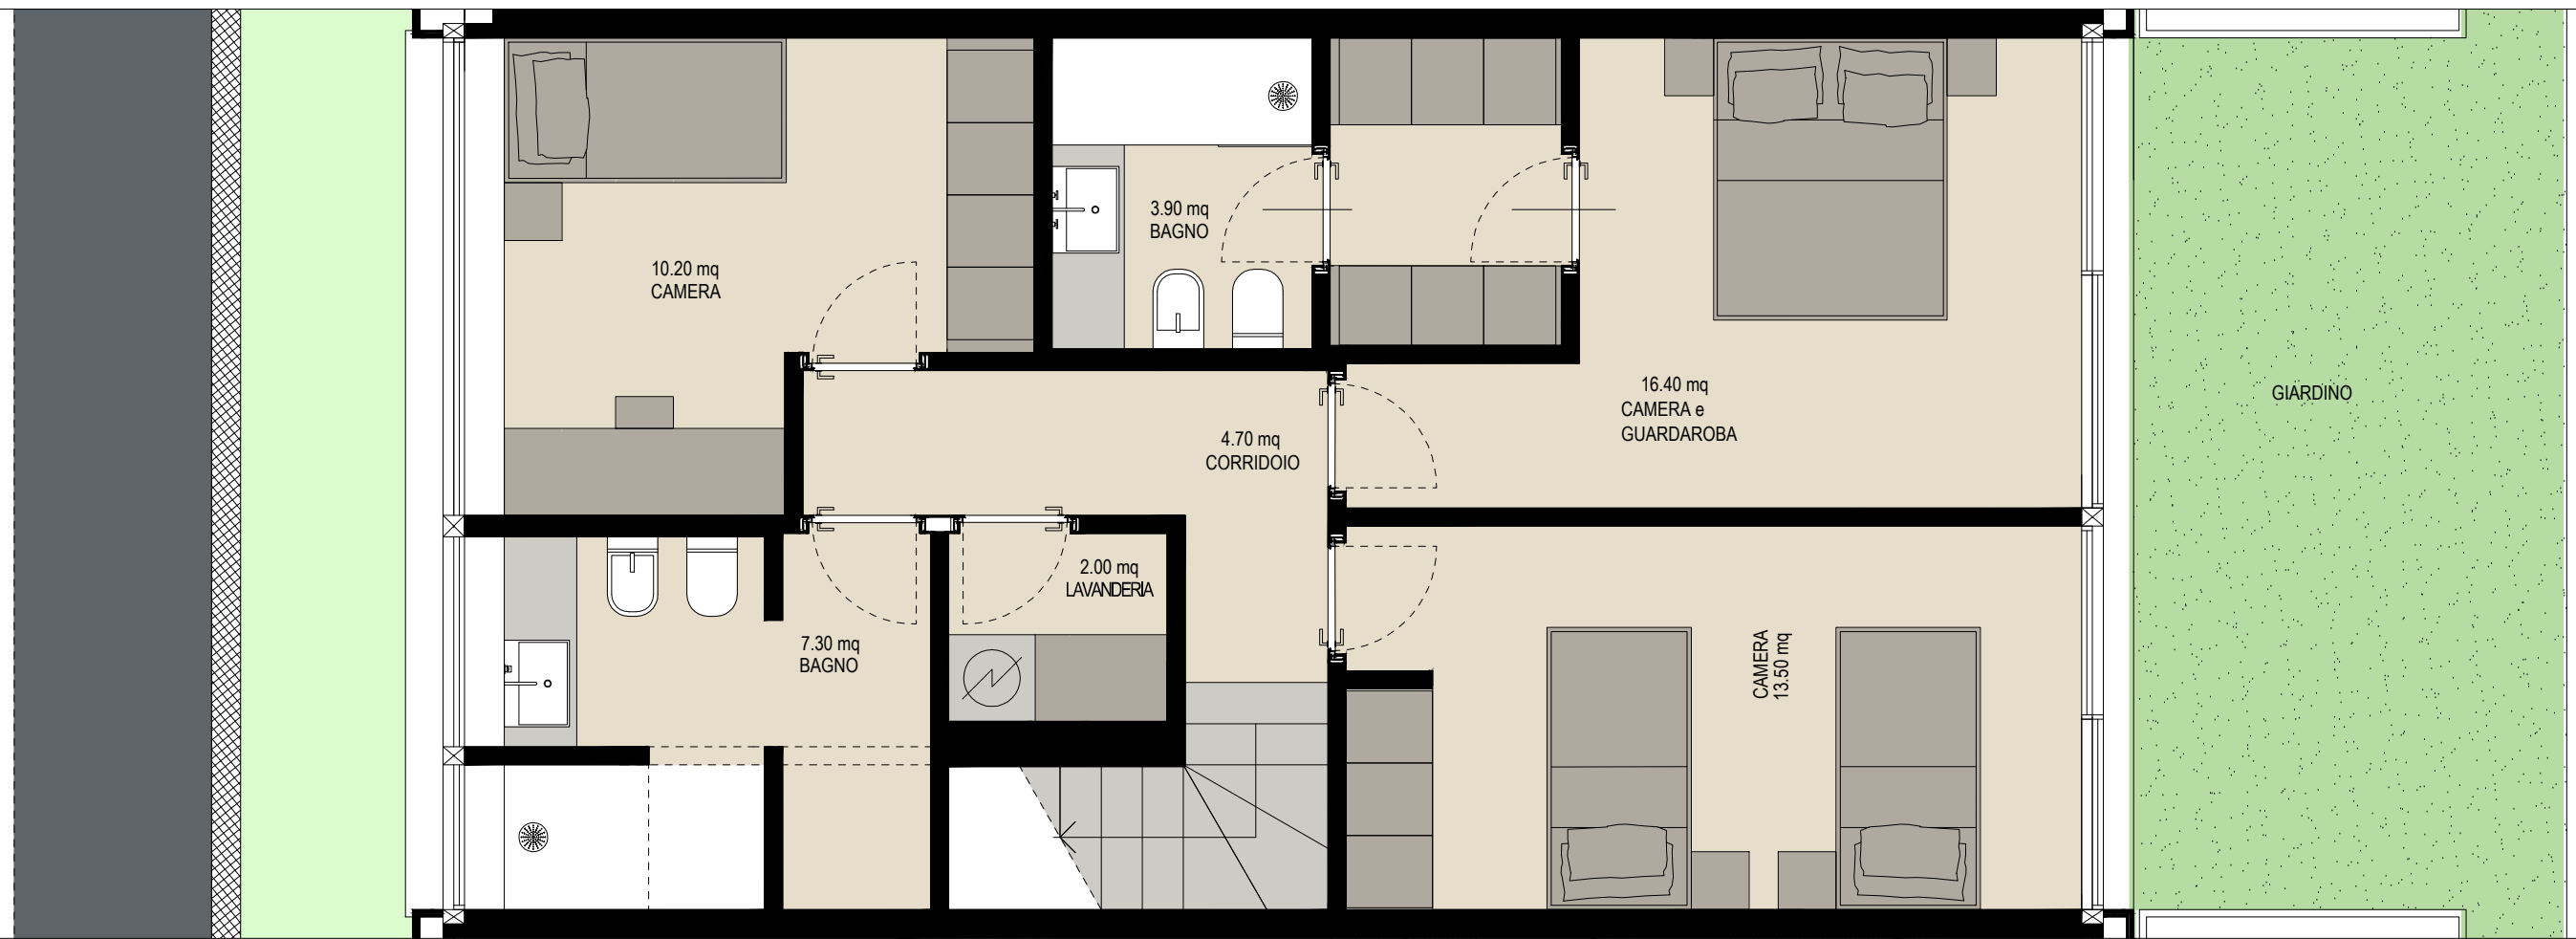 10.20 mq
CAMERA
3.90 mq
BAGNO
16.40 mq
CAMERA e
GUARDAROBA
GIARDINO
4.70 mq
CORRIDOIO
2.00 mq
LAVANDERIA
7.30 mq
BAGNO
CAMERA
13.50 mq